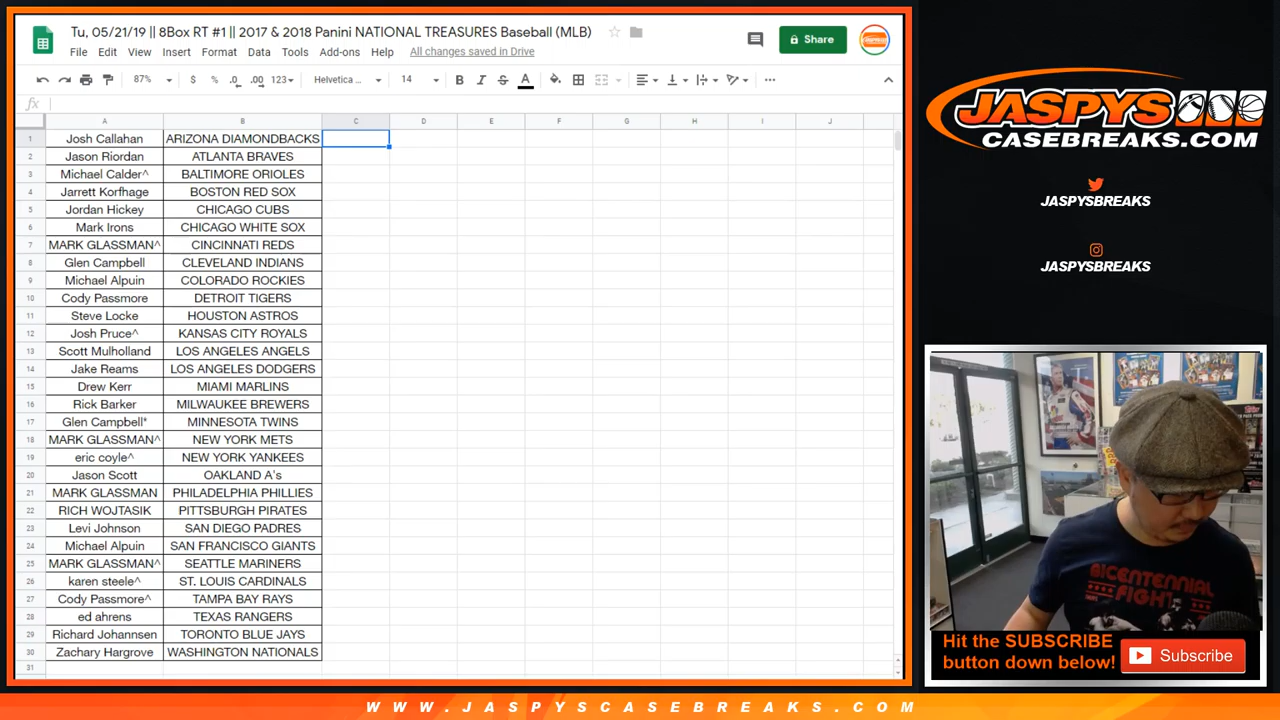 Tu, 05/21/19 || 8Box RT #1 || 2017 & 2018 Panini NATIONAL TREASURES Baseball (MLB)
File Edit View Insert Format Data Tools Add-ons Help All changes saved in Drive
Share
87% $ % .0 .00 123 Helvetica ... 14 B I S A
fx
A B C D E F G H I J
1 Josh Callahan ARIZONA DIAMONDBACKS
2 Jason Riordan ATLANTA BRAVES
3 Michael Calder^ BALTIMORE ORIOLES
4 Jarrett Korfhage BOSTON RED SOX
5 Jordan Hickey CHICAGO CUBS
6 Mark Irons CHICAGO WHITE SOX
7 MARK GLASSMAN^ CINCINNATI REDS
8 Glen Campbell CLEVELAND INDIANS
9 Michael Alpuin COLORADO ROCKIES
10 Cody Passmore DETROIT TIGERS
11 Steve Locke HOUSTON ASTROS
12 Josh Pruce^ KANSAS CITY ROYALS
13 Scott Mulholland LOS ANGELES ANGELS
14 Jake Reams LOS ANGELES DODGERS
15 Drew Kerr MIAMI MARLINS
16 Rick Barker MILWAUKEE BREWERS
17 Glen Campbell* MINNESOTA TWINS
18 MARK GLASSMAN^ NEW YORK METS
19 eric coyle^ NEW YORK YANKEES
20 Jason Scott OAKLAND A's
21 MARK GLASSMAN PHILADELPHIA PHILLIES
22 RICH WOJTASIK PITTSBURGH PIRATES
23 Levi Johnson SAN DIEGO PADRES
24 Michael Alpuin SAN FRANCISCO GIANTS
25 MARK GLASSMAN^ SEATTLE MARINERS
26 karen steele^ ST. LOUIS CARDINALS
27 Cody Passmore^ TAMPA BAY RAYS
28 ed ahrens TEXAS RANGERS
29 Richard Johannsen TORONTO BLUE JAYS
30 Zachary Hargrove WASHINGTON NATIONALS
31
JASPYS
CASEBREAKS.COM
JASPYSBREAKS
JASPYSBREAKS
BICENTENNIAL
FIGHT
Hit the SUBSCRIBE
button down below!
Subscribe
WWW.JASPYSCASEBREAKS.COM